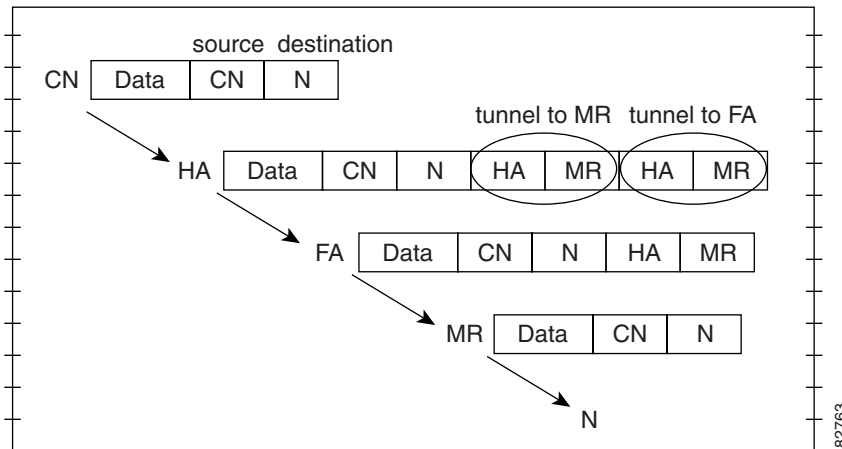 source destination
CN Data CN N
tunnel to MR tunnel to FA
HA Data CN N HA MR HA MR
FA Data CN N HA MR
MR Data CN N
N
82763